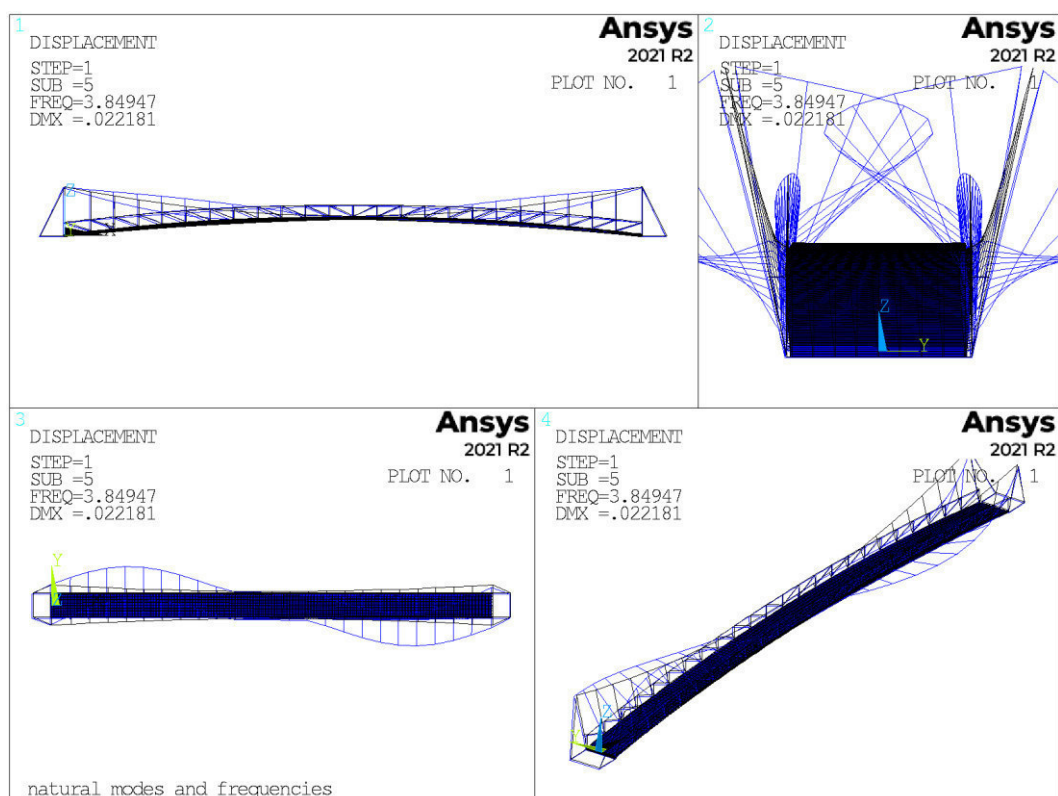 1
Ansys
2021 R2
DISPLACEMENT
STEP=1
SUB =5
FREQ=3.84947
DMX =.022181
PLOT NO. 1
Z
2
Ansys
2021 R2
DISPLACEMENT
STEP=1
SUB =5
FREQ=3.84947
DMX =.022181
PLOT NO. 1
Z
Y
3
Ansys
2021 R2
DISPLACEMENT
STEP=1
SUB =5
FREQ=3.84947
DMX =.022181
PLOT NO. 1
Y
natural modes and frequencies
4
Ansys
2021 R2
DISPLACEMENT
STEP=1
SUB =5
FREQ=3.84947
DMX =.022181
PLOT NO. 1
Z
Y